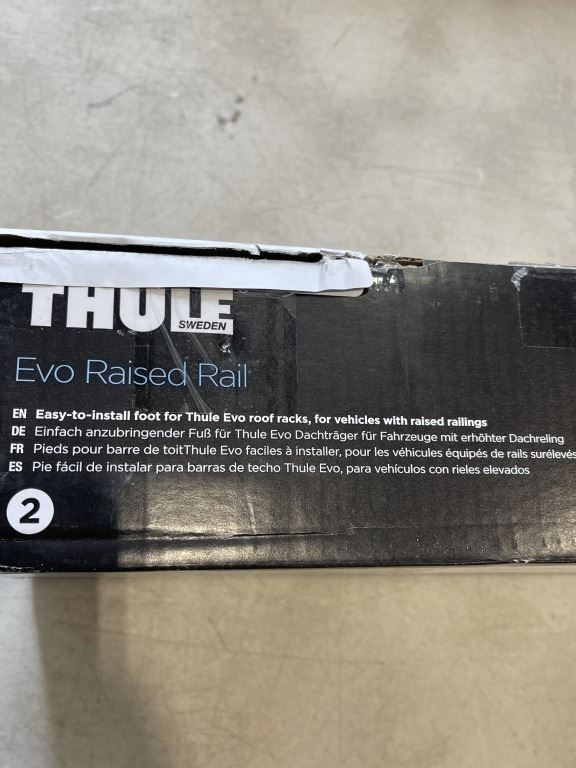 THULE
SWEDEN
Evo Raised Rail
EN Easy-to-install foot for Thule Evo roof racks, for vehicles with raised railings
DE Einfach anzubringender Fuß für Thule Evo Dachträger für Fahrzeuge mit erhöhter Dachreling
FR Pieds pour barre de toitThule Evo faciles à installer, pour les véhicules équipés de rails surélevés
ES Pie fácil de instalar para barras de techo Thule Evo, para vehículos con rieles elevados
2